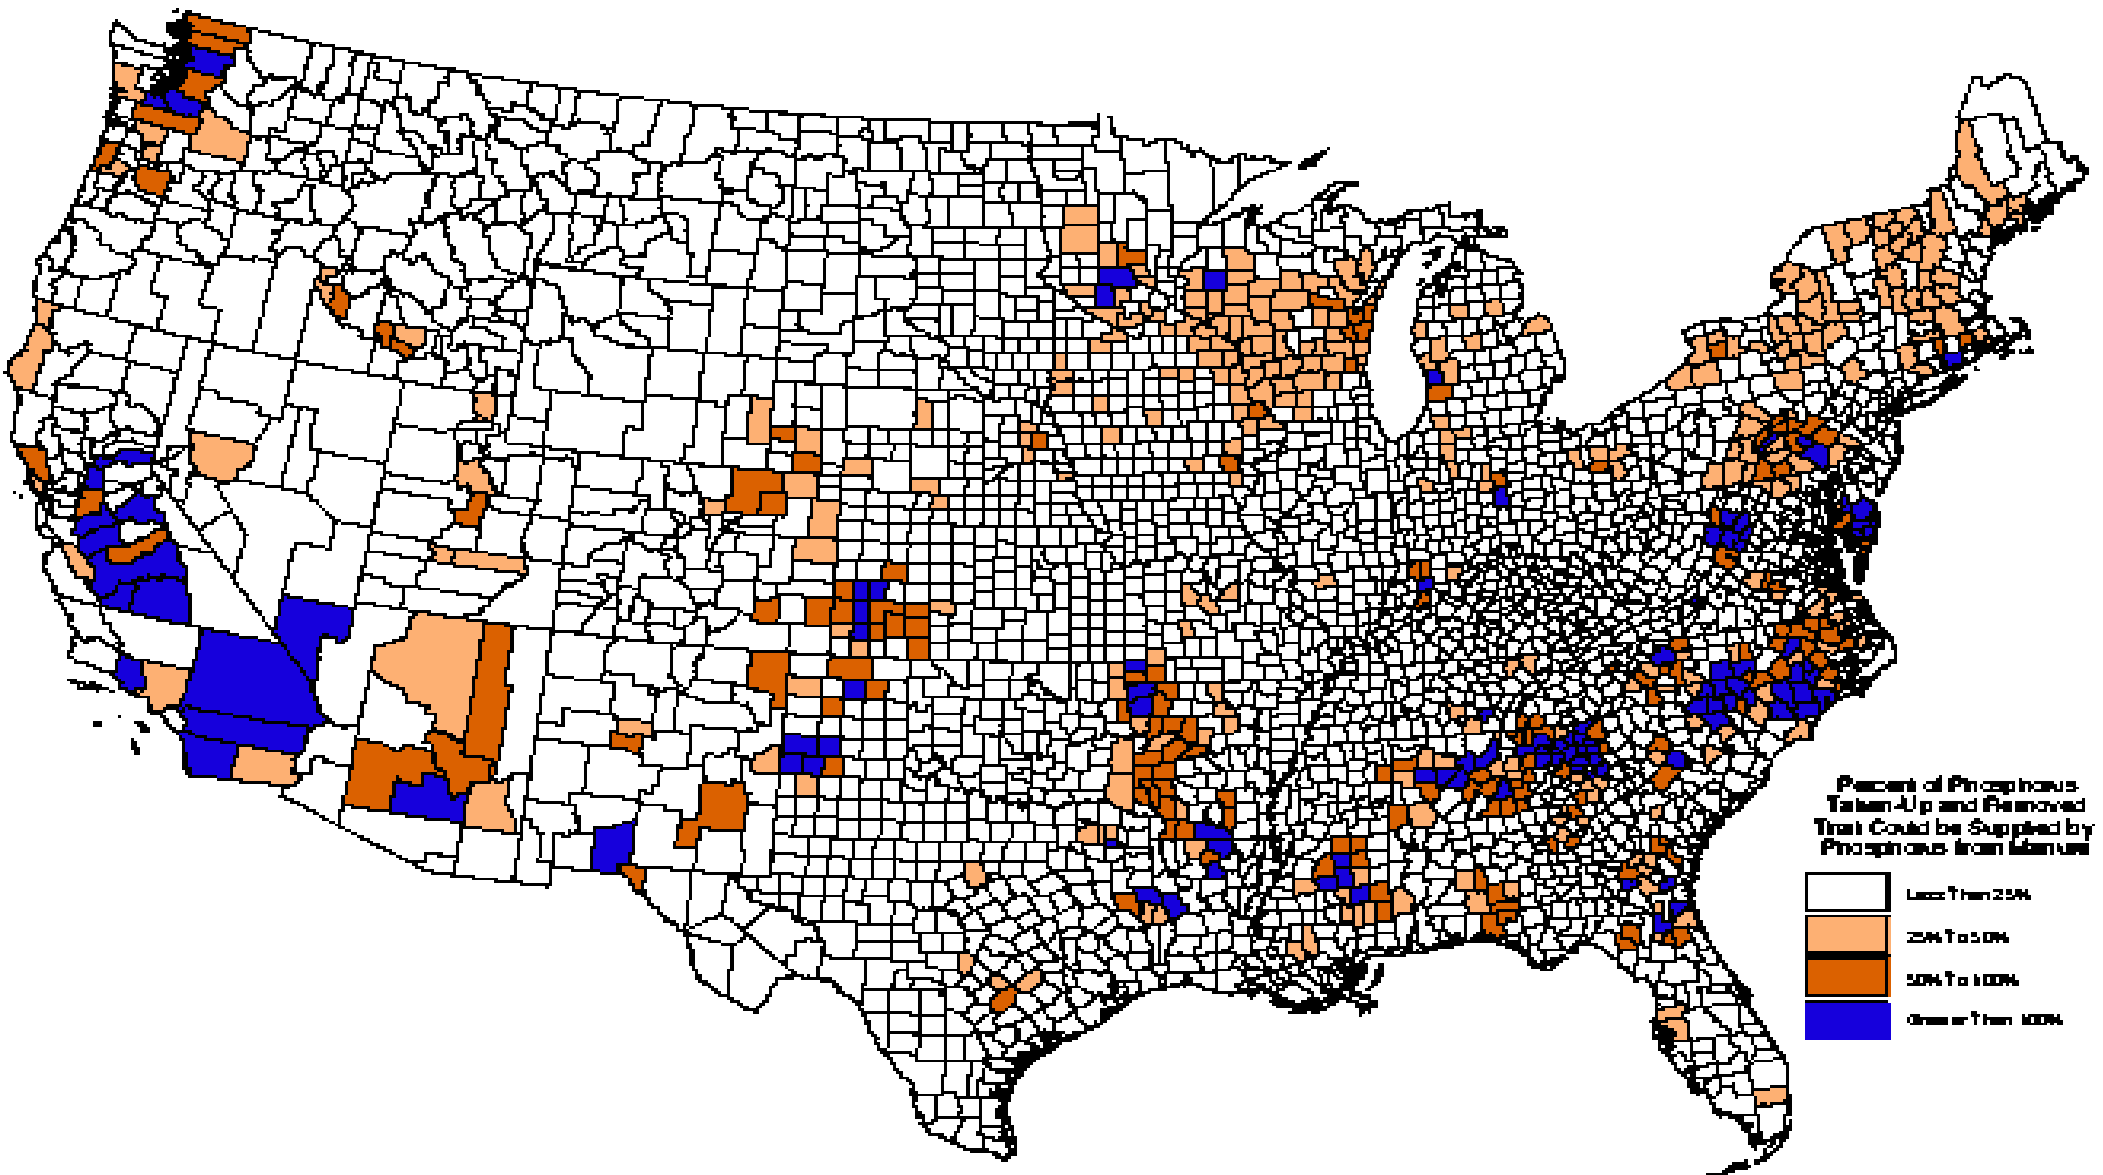 Percent of Phosphorus
Taken-Up and Removed
That Could be Supplied by
Phosphorus from Manure
Less Than 25%
25% To 50%
50% To 100%
Greater Than 100%